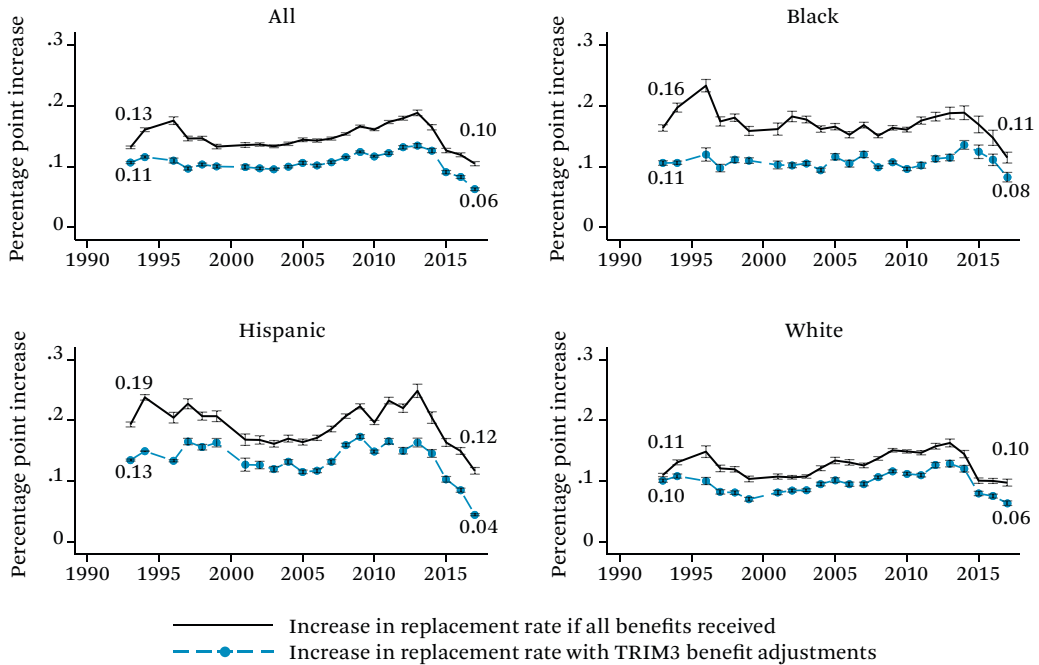 All
Percentage point increase
.3
.2
.1
0
0.13
0.11
0.10
0.06
1990 1995 2000 2005 2010 2015
Black
Percentage point increase
.3
.2
.1
0
0.16
0.11
0.11
0.08
1990 1995 2000 2005 2010 2015
Hispanic
Percentage point increase
.3
.2
.1
0
0.19
0.13
0.12
0.04
1990 1995 2000 2005 2010 2015
White
Percentage point increase
.3
.2
.1
0
0.11
0.10
0.10
0.06
1990 1995 2000 2005 2010 2015
Increase in replacement rate if all benefits received
Increase in replacement rate with TRIM3 benefit adjustments